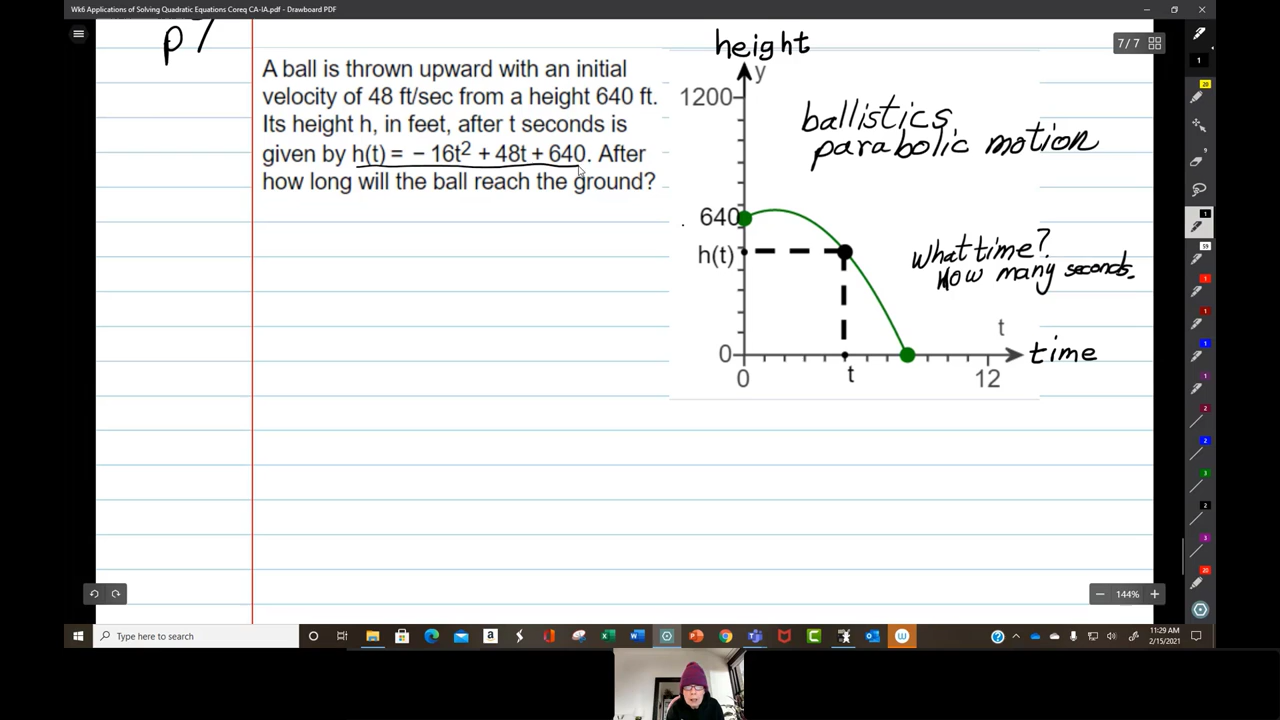 Wk6 Applications of Solving Quadratic Equations Coreq CA-IA.pdf - Drawboard PDF
7 / 7
height
y
1200
ballistics
parabolic motion
A ball is thrown upward with an initial
velocity of 48 ft/sec from a height 640 ft.
Its height h, in feet, after t seconds is
given by h(t) = − 16t² + 48t + 640. After
how long will the ball reach the ground?
640
h(t)
What time?
How many seconds.
t
0
time
0
t
12
144%
Type here to search
11:29 AM
2/15/2021